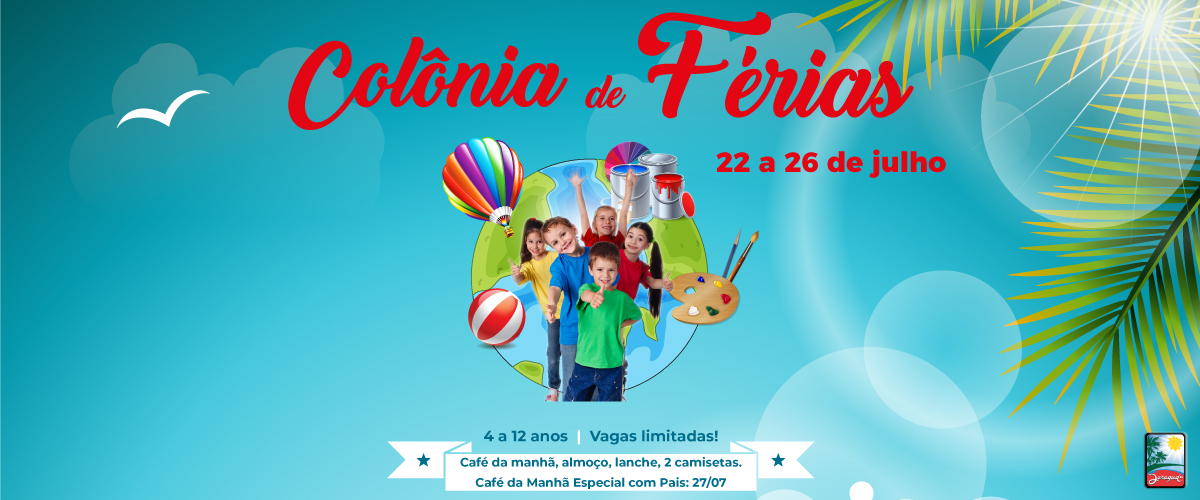 Colônia de Férias
22 a 26 de julho
4 a 12 anos | Vagas limitadas!
Café da manhã, almoço, lanche, 2 camisetas.
Café da Manhã Especial com Pais: 27/07
Jaraguá